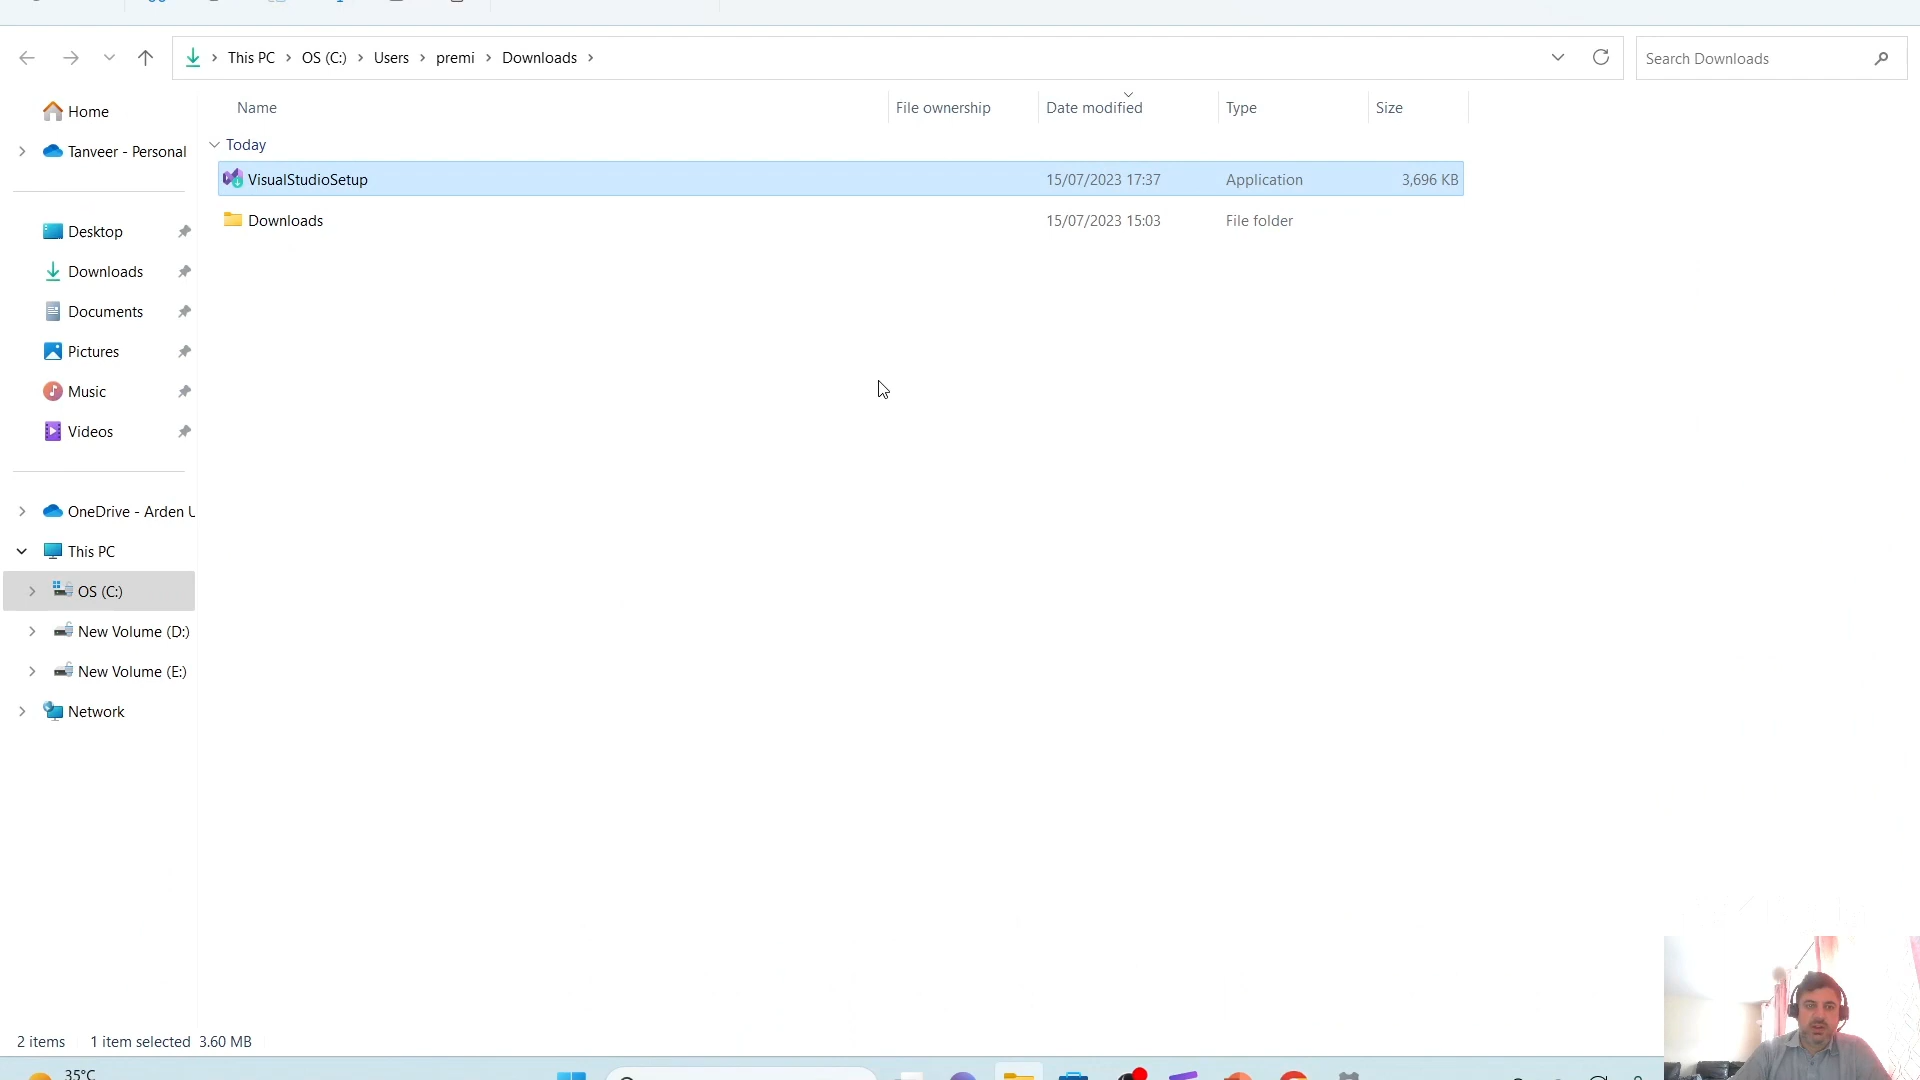 This PC > OS (C:) > Users > premi > Downloads >
Search Downloads
Home
Tanveer - Personal
Desktop
Downloads
Documents
Pictures
Music
Videos
OneDrive - Arden U
This PC
OS (C:)
New Volume (D:)
New Volume (E:)
Network
Name File ownership Date modified Type Size
Today
VisualStudioSetup 15/07/2023 17:37 Application 3,696 KB
Downloads 15/07/2023 15:03 File folder
2 items 1 item selected 3.60 MB
35°C